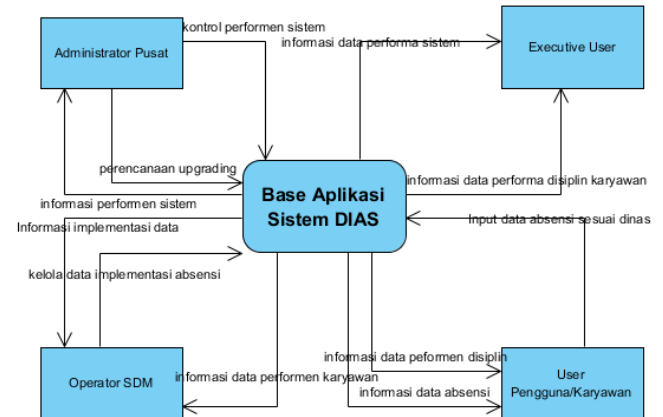 kontrol performen sistem
Administrator Pusat
informasi data performa sistem
Executive User
perencanaan upgrading
informasi data performa disiplin karyawan
informasi performen sistem
Base Aplikasi
Sistem DIAS
Informasi implementasi data
Input data absensi sesuai dinas
kelola data implementasi absensi
informasi data peformen disiplin
Operator SDM
informasi data performen karyawan
User
Pengguna/Karyawan
informasi data absensi